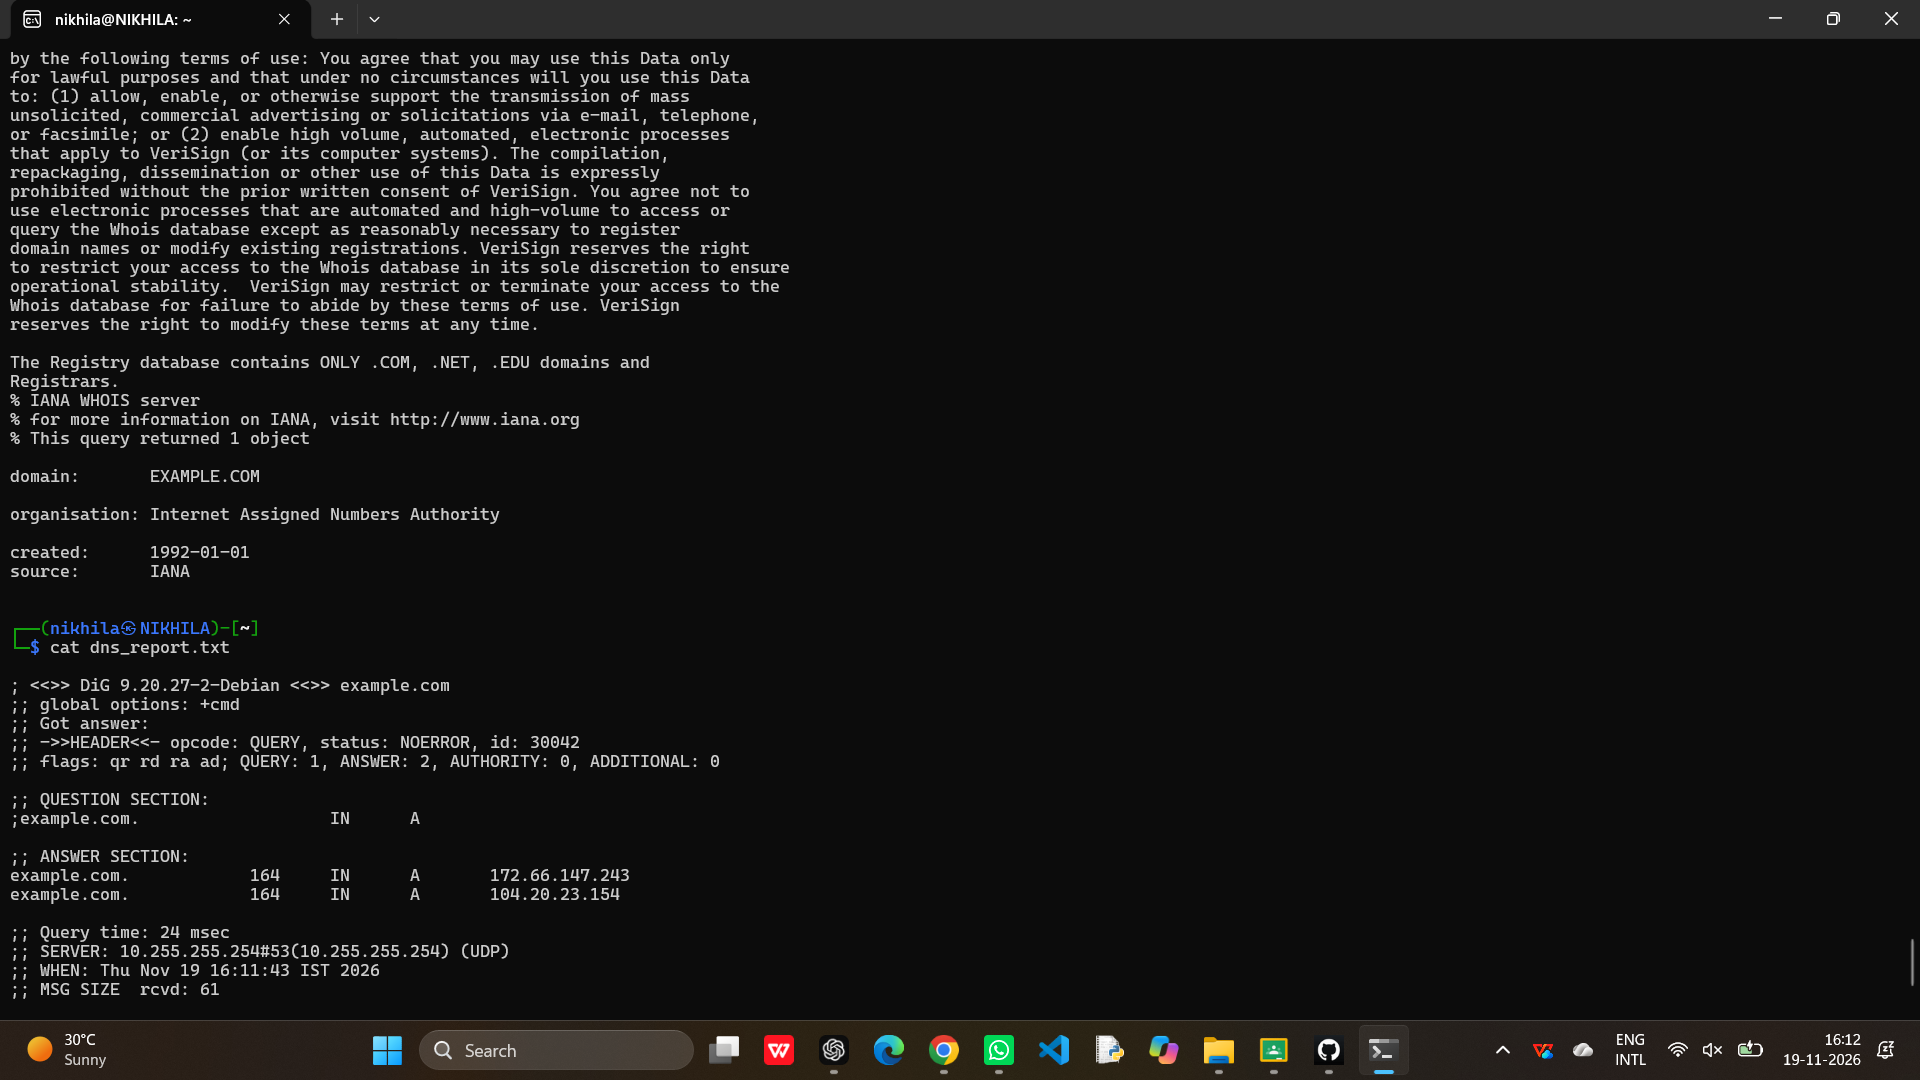 nikhila@NIKHILA: ~
by the following terms of use: You agree that you may use this Data only
for lawful purposes and that under no circumstances will you use this Data
to: (1) allow, enable, or otherwise support the transmission of mass
unsolicited, commercial advertising or solicitations via e-mail, telephone,
or facsimile; or (2) enable high volume, automated, electronic processes
that apply to VeriSign (or its computer systems). The compilation,
repackaging, dissemination or other use of this Data is expressly
prohibited without the prior written consent of VeriSign. You agree not to
use electronic processes that are automated and high-volume to access or
query the Whois database except as reasonably necessary to register
domain names or modify existing registrations. VeriSign reserves the right
to restrict your access to the Whois database in its sole discretion to ensure
operational stability.  VeriSign may restrict or terminate your access to the
Whois database for failure to abide by these terms of use. VeriSign
reserves the right to modify these terms at any time.
The Registry database contains ONLY .COM, .NET, .EDU domains and
Registrars.
% IANA WHOIS server
% for more information on IANA, visit http://www.iana.org
% This query returned 1 object
domain:       EXAMPLE.COM
organisation: Internet Assigned Numbers Authority
created:      1992-01-01
source:       IANA
┌──(nikhila㉿NIKHILA)-[~]
└─$ cat dns_report.txt
; <<>> DiG 9.20.27-2-Debian <<>> example.com
;; global options: +cmd
;; Got answer:
;; ->>HEADER<<- opcode: QUERY, status: NOERROR, id: 30042
;; flags: qr rd ra ad; QUERY: 1, ANSWER: 2, AUTHORITY: 0, ADDITIONAL: 0
;; QUESTION SECTION:
;example.com.                   IN      A
;; ANSWER SECTION:
example.com.            164     IN      A       172.66.147.243
example.com.            164     IN      A       104.20.23.154
;; Query time: 24 msec
;; SERVER: 10.255.255.254#53(10.255.255.254) (UDP)
;; WHEN: Thu Nov 19 16:11:43 IST 2026
;; MSG SIZE  rcvd: 61
30°C
Sunny
Search
ENG
INTL
16:12
19-11-2026